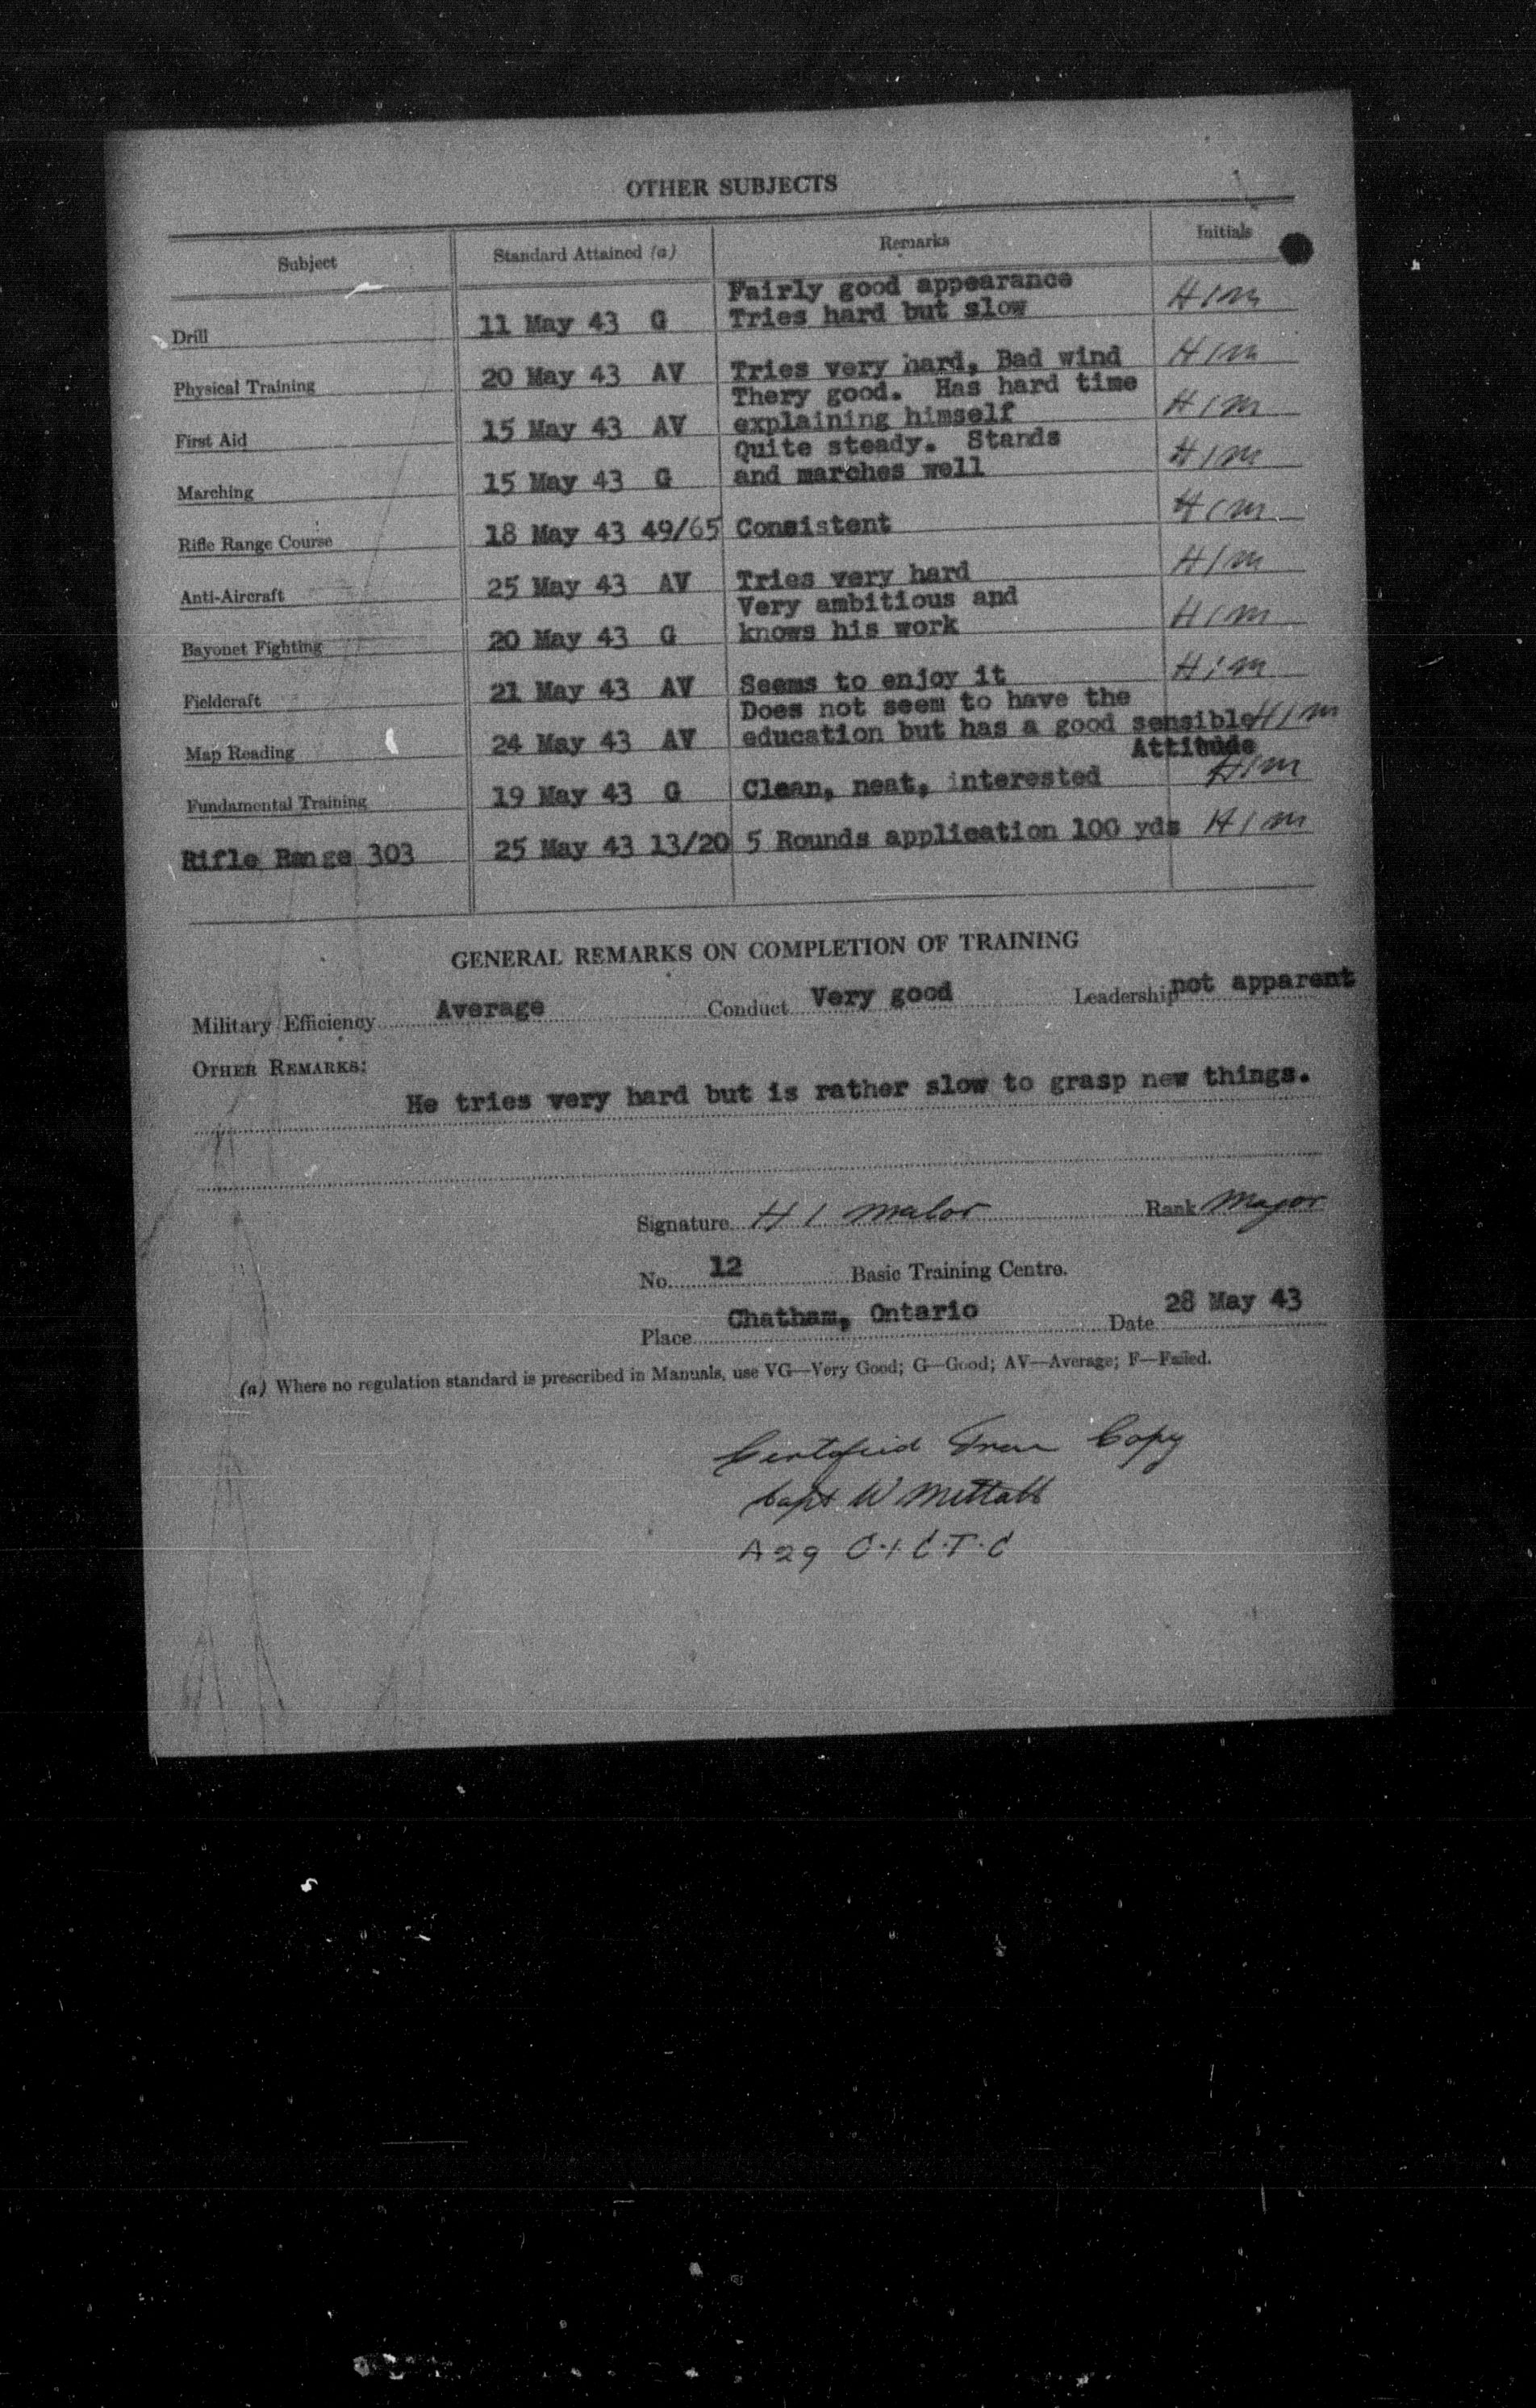 OTHER SUBJECTS
Subject Standard Attained (a) Remarks Initials
Fairly good appearance
Drill 11 May 43 G Tries hard but slow H I M
Physical Training 20 May 43 AV Tries very hard, Bad wind H I M
Thery good. Has hard time
First Aid 15 May 43 AV explaining himself H I M
Quite steady. Stands
Marching 15 May 43 G and marches well H I M
Rifle Range Course 18 May 43 49/65 Consistent H I M
Anti-Aircraft 25 May 43 AV Tries very hard H I M
Very ambitious and
Bayonet Fighting 20 May 43 G knows his work H I M
Fieldcraft 21 May 43 AV Seems to enjoy it H I M
Does not seem to have the
Map Reading 24 May 43 AV education but has a good sensible H I M
Attitude
Fundamental Training 19 May 43 G Clean, neat, interested H I M
Rifle Range 303 25 May 43 13/20 5 Rounds application 100 yds H I M
GENERAL REMARKS ON COMPLETION OF TRAINING
Military Efficiency Average Conduct Very good Leadership not apparent
OTHER REMARKS:
He tries very hard but is rather slow to grasp new things.
Signature H I Rank Major
No. 12 Basic Training Centre.
Place Chatham, Ontario Date 28 May 43
(a) Where no regulation standard is prescribed in Manuals, use VG—Very Good; G—Good; AV—Average; F—Failed.
Certified True Copy
Capt W
A29 C.I.C.T.C